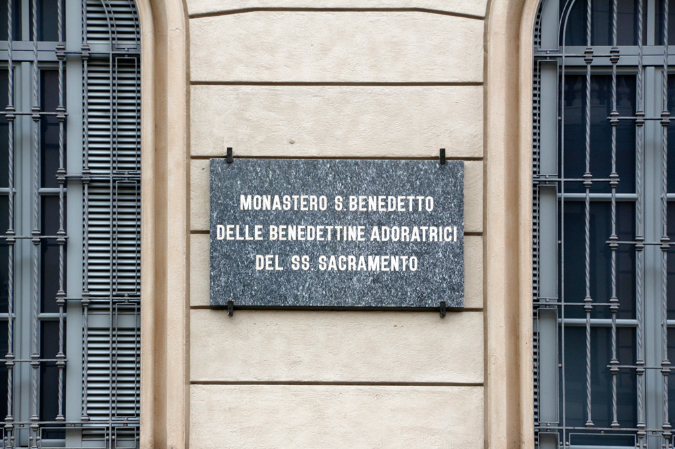 MONASTERO S. BENEDETTO
DELLE BENEDETTINE ADORATRICI
DEL SS. SACRAMENTO